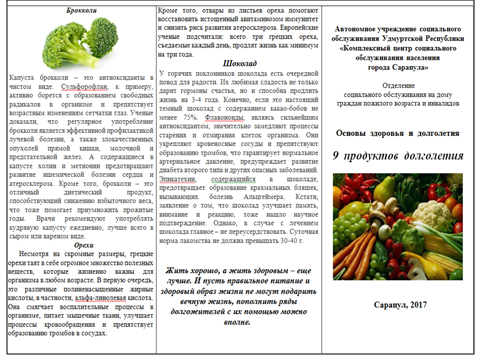 Брокколи
Капуста брокколи – это антиоксиданты в
чистом виде. Сульфорофлан, к примеру,
активно борется с образованием свободных
радикалов в организме и препятствует
возрастным изменениям сетчатки глаз. Ученые
доказали, что регулярное употребление
брокколи является эффективной профилактикой
лучевой болезни, а также злокачественных
опухолей прямой кишки, молочной и
предстательной желез. А содержащиеся в
капусте холин и метионин предотвращают
развитие ишемической болезни сердца и
атеросклероза. Кроме того, брокколи – это
отличный диетический продукт,
способствующий снижению избыточного веса,
что тоже помогает приумножить прожитые
годы. Врачи рекомендуют употреблять
кудрявую капусту ежедневно, лучше всего в
сыром или вареном виде.
Орехи
Несмотря на скромные размеры, грецкие
орехи таят в себе огромное множество полезных
веществ, которые жизненно важны для
организма в любом возрасте. В первую очередь,
это различные полиненасыщенные жирные
кислоты, в частности, альфа-линолевая кислота.
Она смягчает воспалительные процессы в
организме, питает мышечные ткани, улучшает
процессы кровообращения и препятствует
образованию тромбов в сосудах.
Кроме того, отвары из листьев ореха помогают
восстановить истощенный авитаминозом иммунитет
и снизить риск развития атеросклероза. Европейские
ученые подсчитали: всего три грецких ореха,
съедаемые каждый день, продлят жизнь как минимум
на три года.
Шоколад
У горячих поклонников шоколада есть очередной
повод для радости. Их любимая сладость не только
дарит гормоны счастья, но и способна продлить
жизнь на 3-4 года. Конечно, если это настоящий
темный шоколад с содержанием какао-бобов не
менее 75%. Флавоноиды, являясь сильнейшим
антиоксидантом, значительно замедляют процессы
старения и отмирания клеток организма. Они
укрепляют кровеносные сосуды и препятствуют
образованию тромбов, что гарантирует нормальное
артериальное давление, предупреждает развитие
диабета второго типа и других опасных заболеваний.
Эпикатехин, содержащийся в шоколаде,
предотвращает образование крахмальных бляшек,
вызывающих болезнь Альцгеймера. Кстати,
заявление о том, что шоколад улучшает память,
внимание и реакцию, тоже нашло научное
подтверждение. Однако, в случае с лечением
шоколада главное – не переусердствовать. Суточная
норма лакомства не должна превышать 30-40 г.
Жить хорошо, а жить здоровым – еще
лучше. И пусть правильное питание и
здоровый образ жизни не могут подарить
вечную жизнь, пополнить ряды
долгожителей с их помощью можно
вполне.
Автономное учреждение социального
обслуживания Удмуртской Республики
«Комплексный центр социального
обслуживания населения
города Сарапула»
Отделение
социального обслуживания на дому
граждан пожилого возраста и инвалидов
Основы здоровья и долголетия
9 продуктов долголетия
Сарапул, 2017